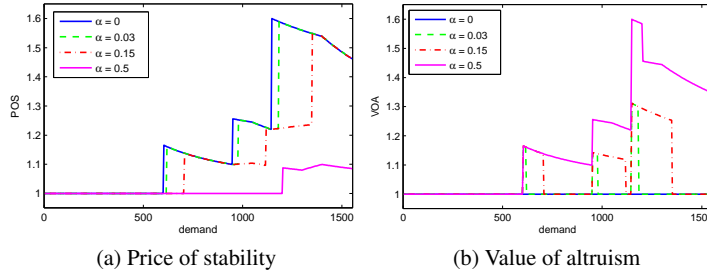 α = 0
α = 0.03
α = 0.15
α = 0.5
1.6
1.5
1.4
1.3
1.2
1.1
1
POS
0
500
1000
1500
demand
(a) Price of stability
α = 0
α = 0.03
α = 0.15
α = 0.5
1.6
1.5
1.4
1.3
1.2
1.1
1
VOA
0
500
1000
1500
demand
(b) Value of altruism